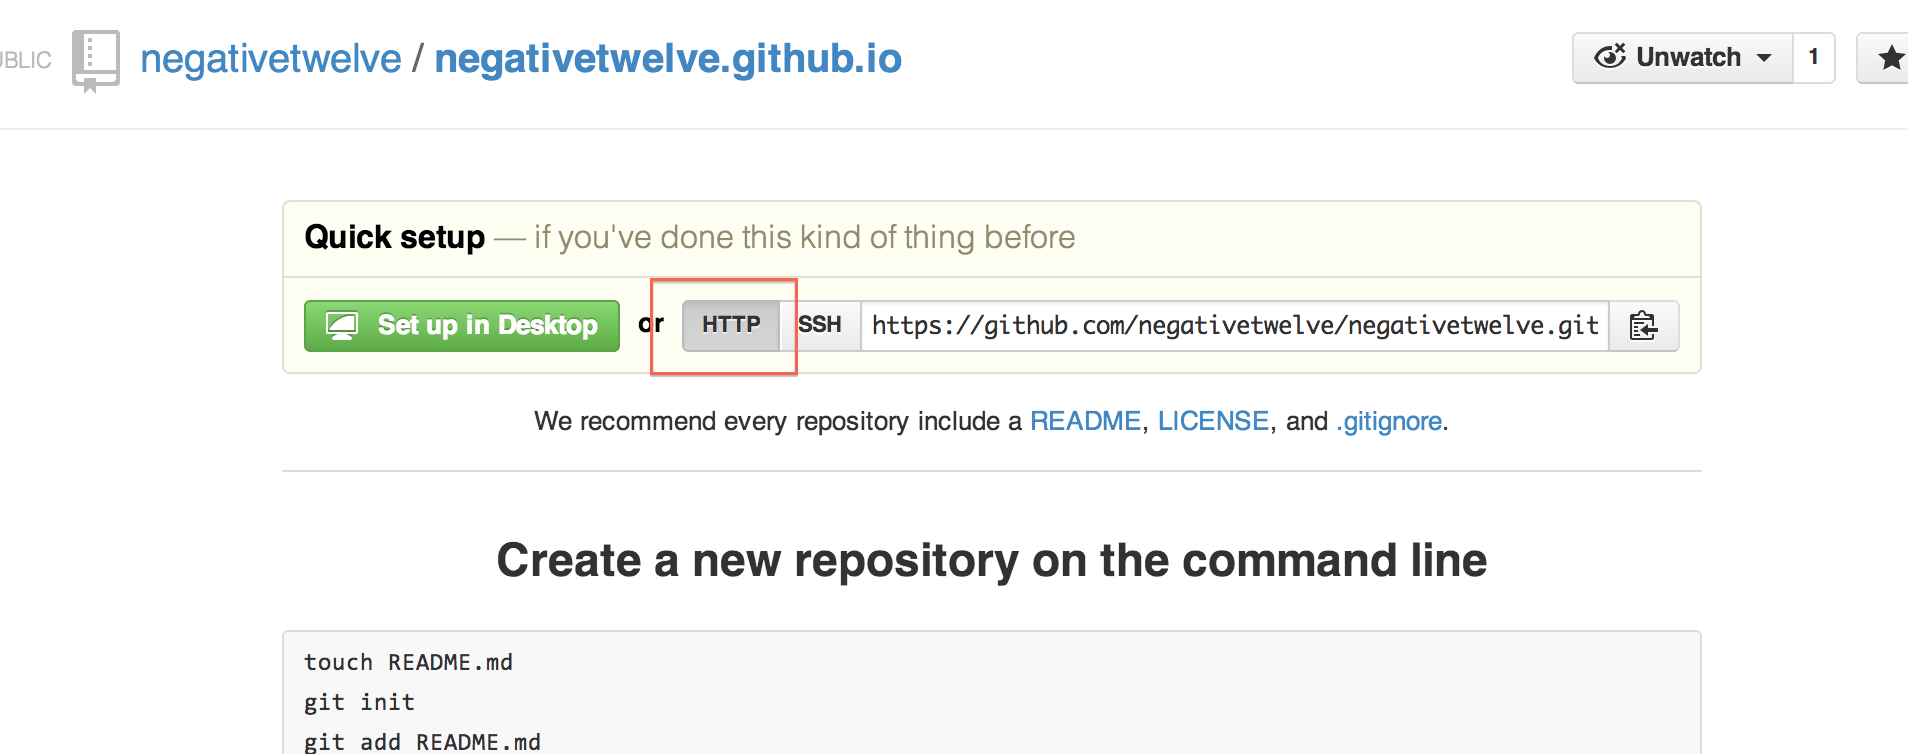 negativetwelve / negativetwelve.github.io
Unwatch 1
Quick setup — if you've done this kind of thing before
Set up in Desktop or HTTP SSH https://github.com/negativetwelve/negativetwelve.git
We recommend every repository include a README, LICENSE, and .gitignore.
Create a new repository on the command line
touch README.md
git init
git add README.md